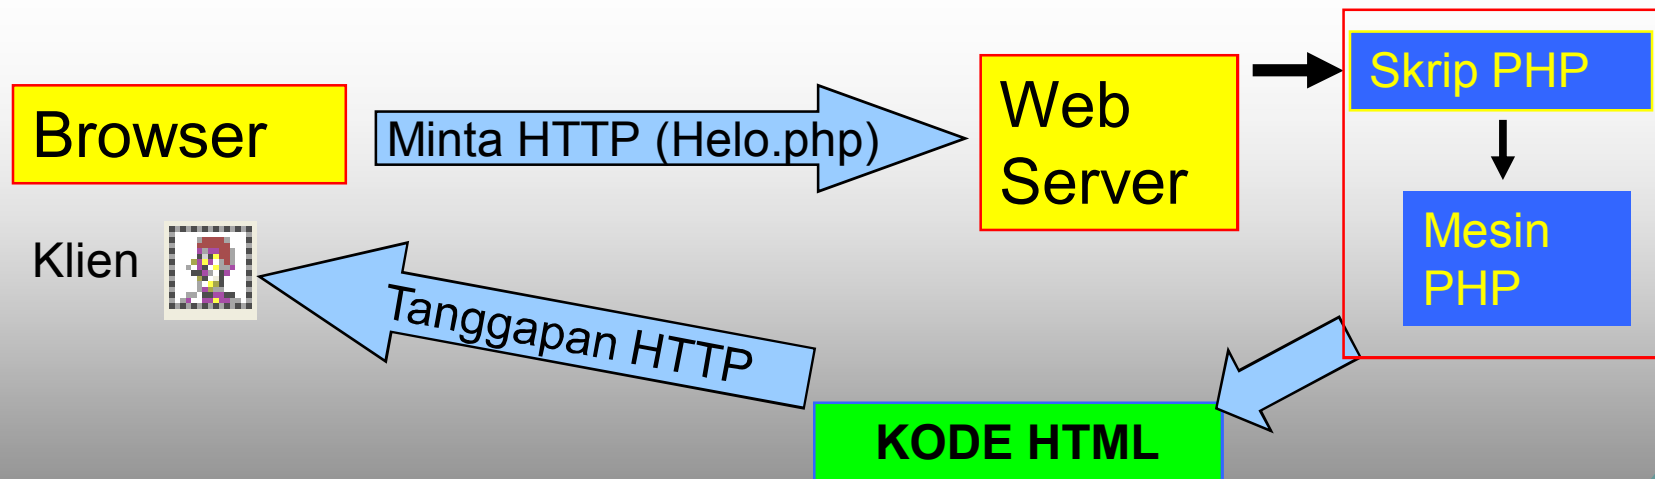 Browser
Minta HTTP (Helo.php)
Web
Server
Skrip PHP
Mesin
PHP
Klien
Tanggapan HTTP
KODE HTML